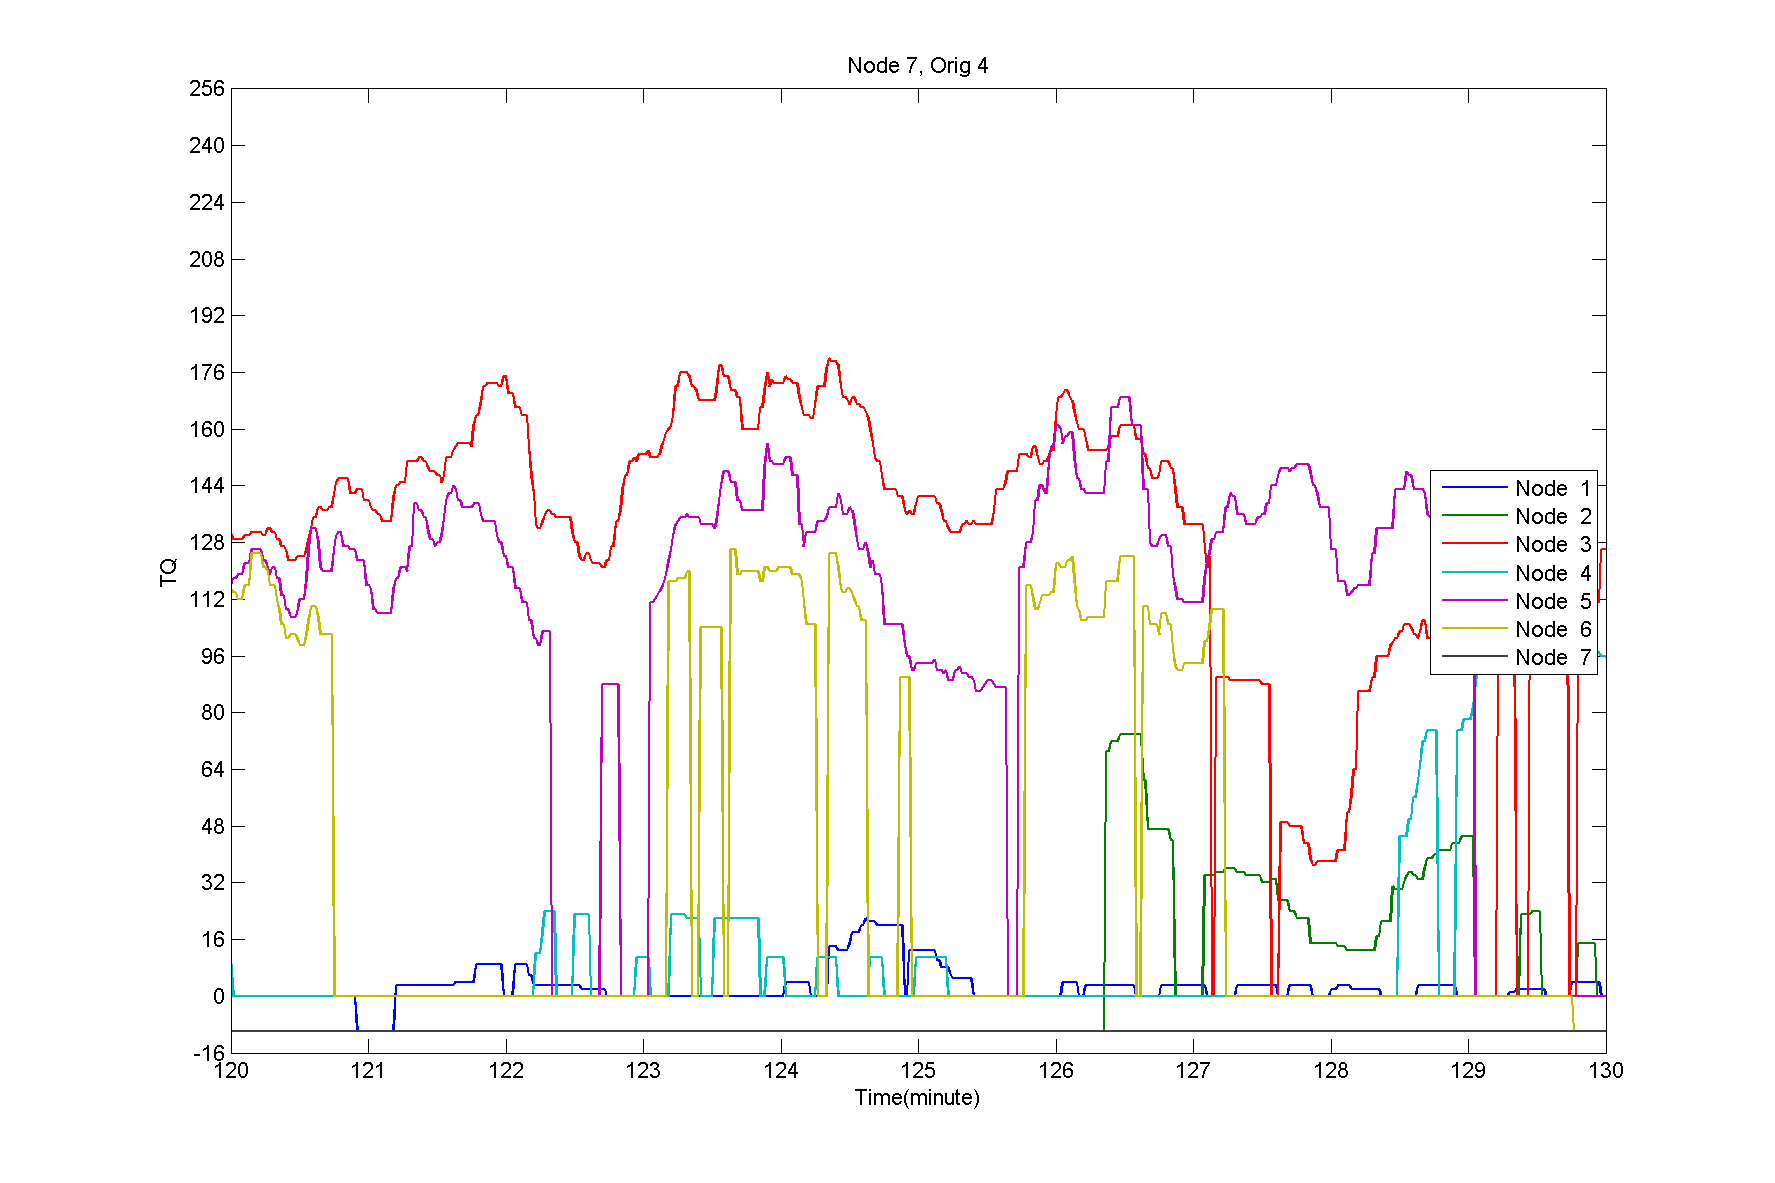 Node 7, Orig 4
256
240
224
208
192
176
160
144
128
112
96
80
64
48
32
16
0
-16
TQ
Node 1
Node 2
Node 3
Node 4
Node 5
Node 6
Node 7
120 121 122 123 124 125 126 127 128 129 130
Time(minute)